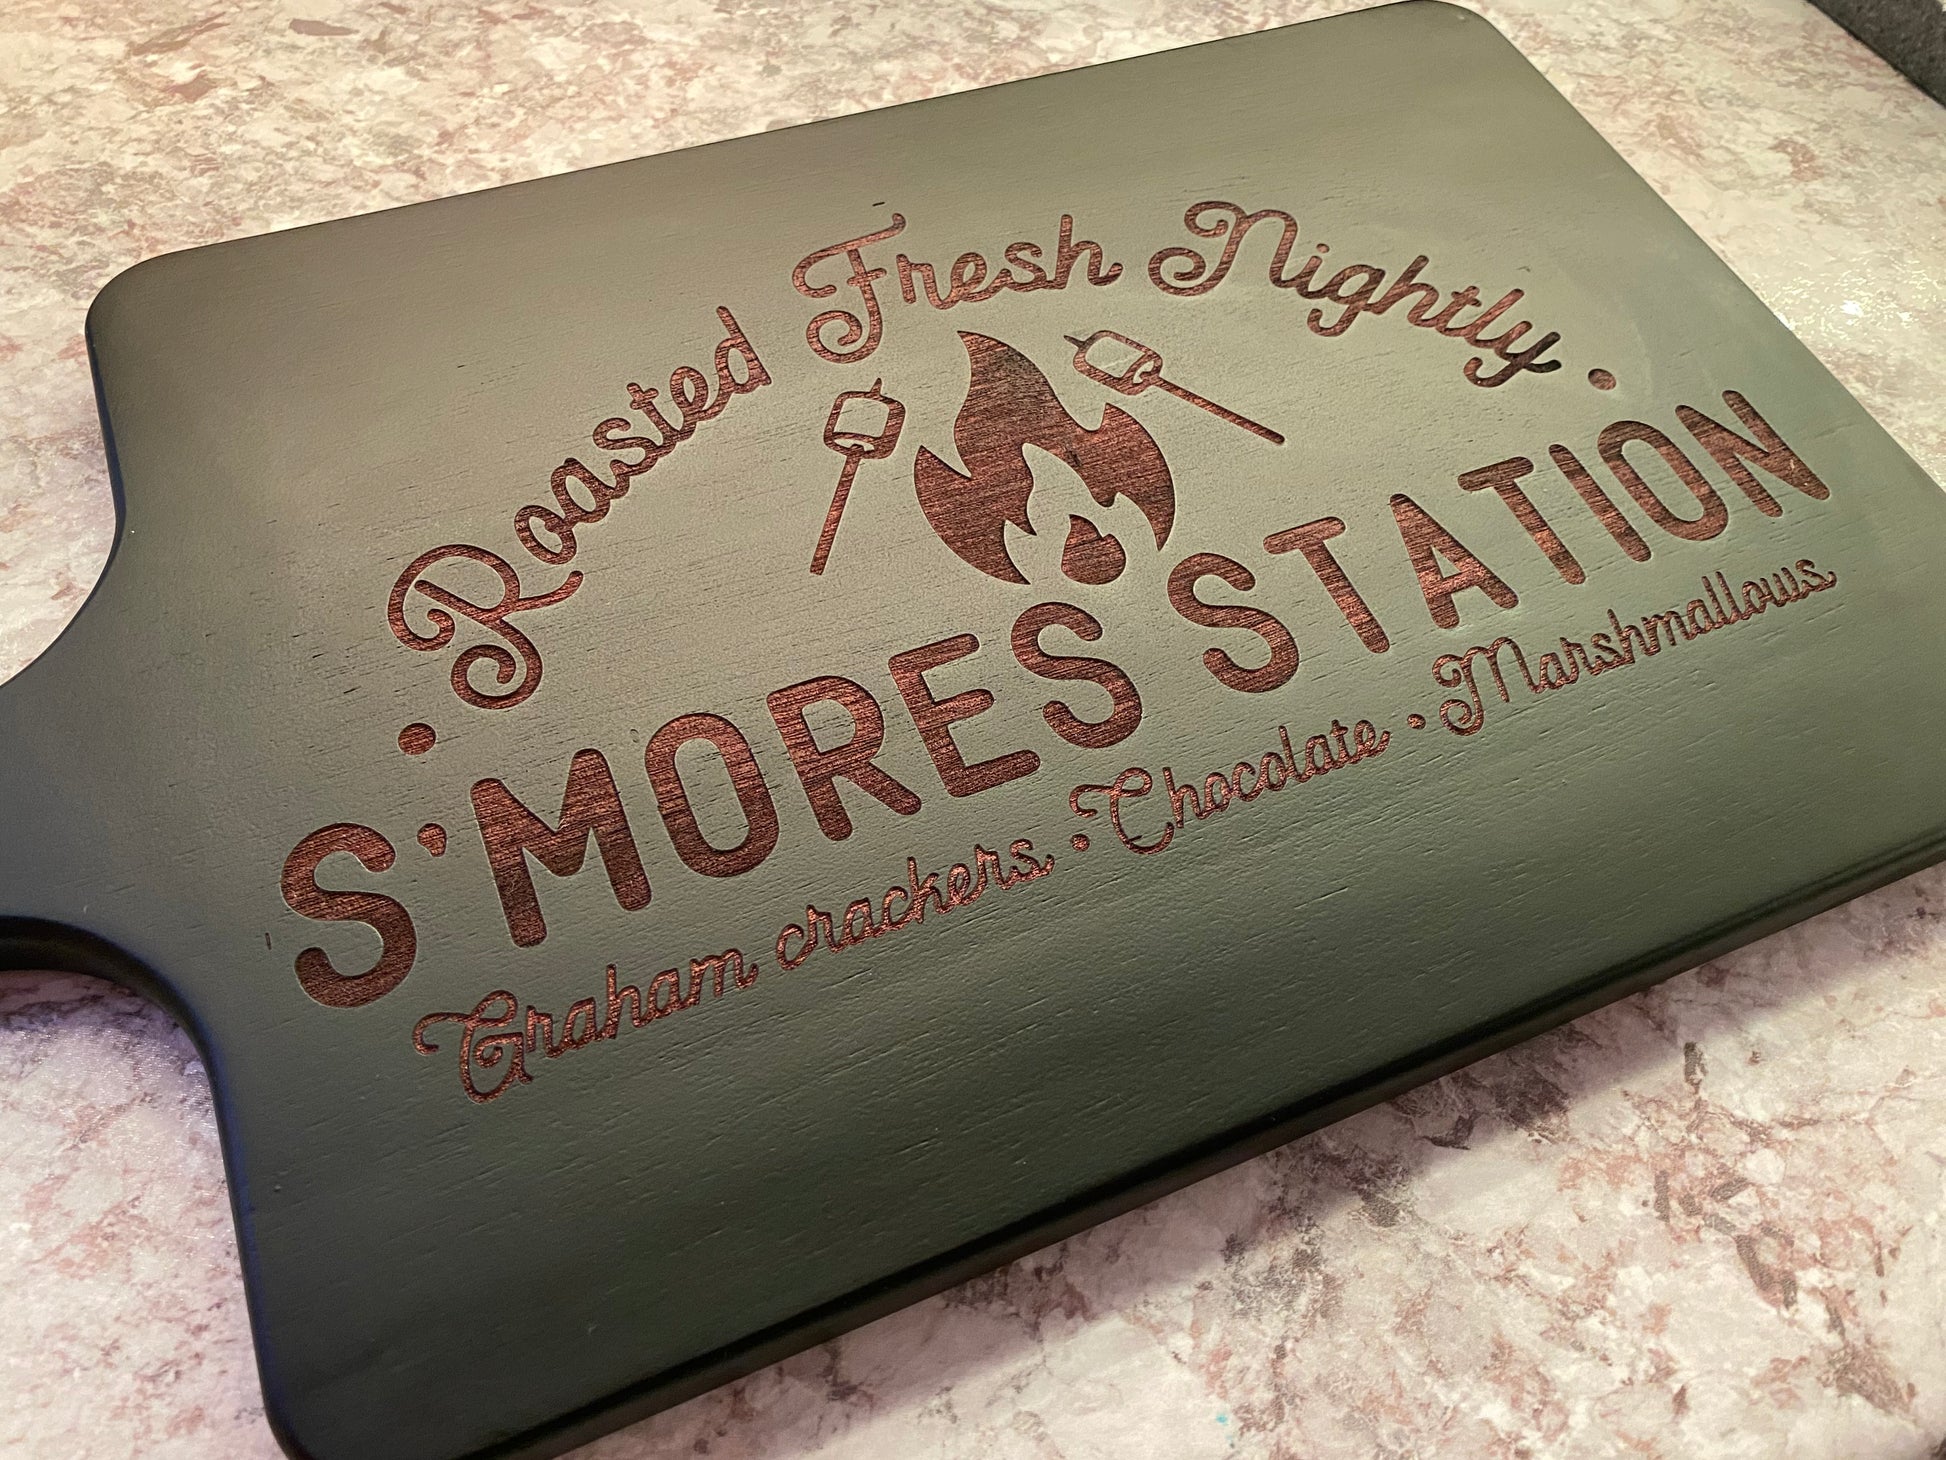 • Roasted Fresh Nightly •
S'MORES STATION
Graham crackers • Chocolate • Marshmallows